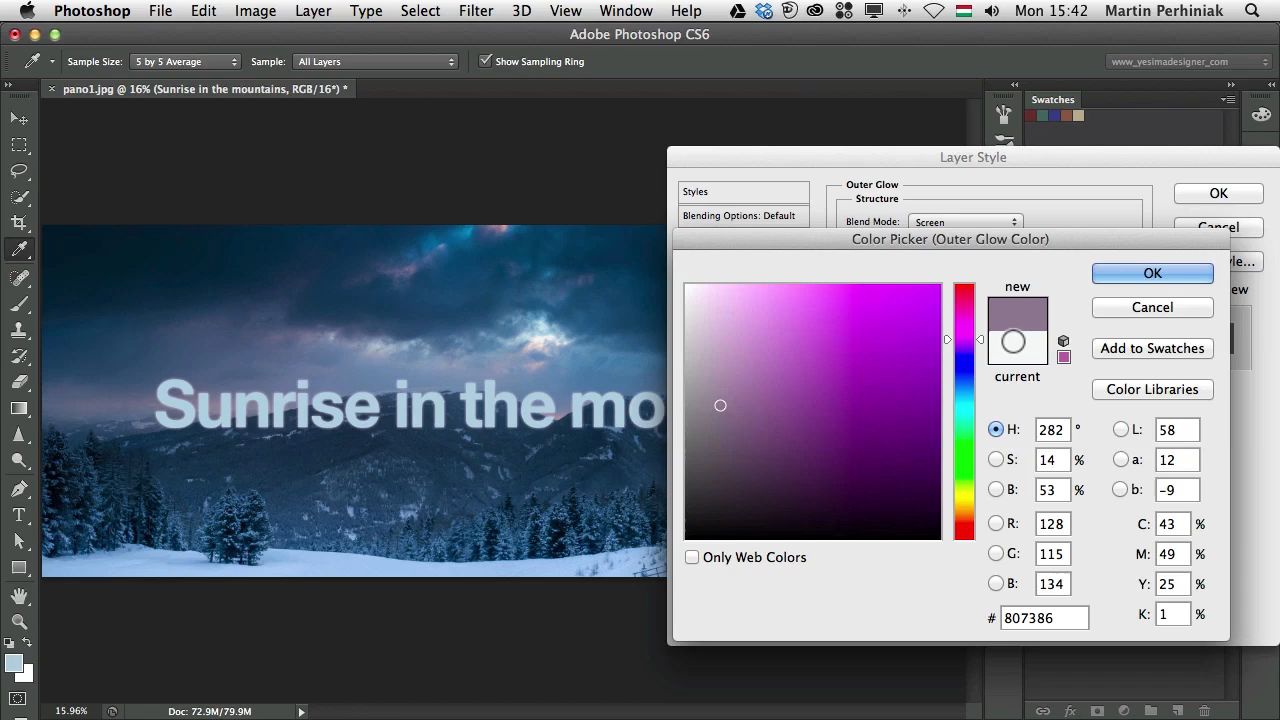 Photoshop File Edit Image Layer Type Select Filter 3D View Window Help Mon 15:42 Martin Perhiniak
Adobe Photoshop CS6
Sample Size: 5 by 5 Average Sample: All Layers Show Sampling Ring www_yesimadesigner_com
pano1.jpg @ 16% (Sunrise in the mountains, RGB/16*) *
Swatches
Layer Style
Styles
Blending Options: Default
Outer Glow
Structure
Blend Mode: Screen
OK
Cancel
yle...
ew
Color Picker (Outer Glow Color)
new
current
OK
Cancel
Add to Swatches
Color Libraries
H: 282 ° L: 58
S: 14 % a: 12
B: 53 % b: -9
R: 128 C: 43 %
G: 115 M: 49 %
B: 134 Y: 25 %
# 807386 K: 1 %
Only Web Colors
Sunrise in the mo
15.96% Doc: 72.9M/79.9M